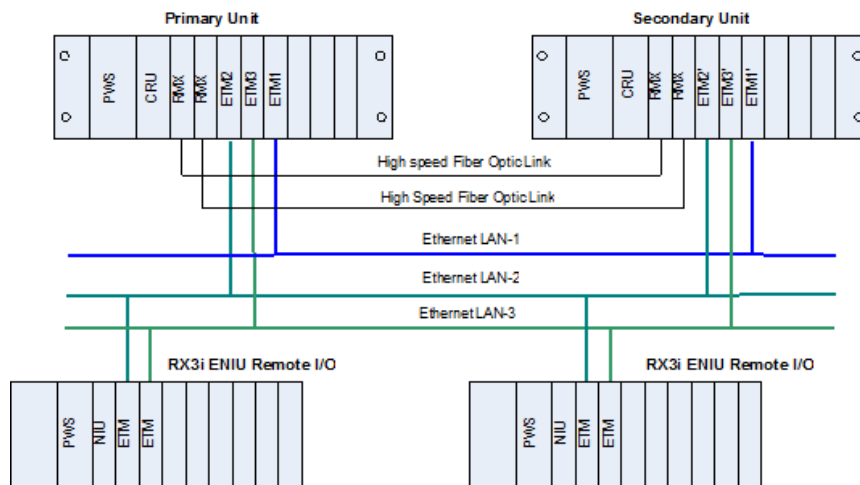 Primary Unit
Secondary Unit
PWS
CRU
RMX
RMX
ETM2
ETM3
ETM1
PWS
CRU
RMX
RMX
ETM2'
ETM3'
ETM1'
High speed Fiber Optic Link
High Speed Fiber Optic Link
Ethernet LAN-1
Ethernet LAN-2
Ethernet LAN-3
RX3i ENIU Remote I/O
RX3i ENIU Remote I/O
PWS
NIU
ETM
ETM
PWS
NIU
ETM
ETM